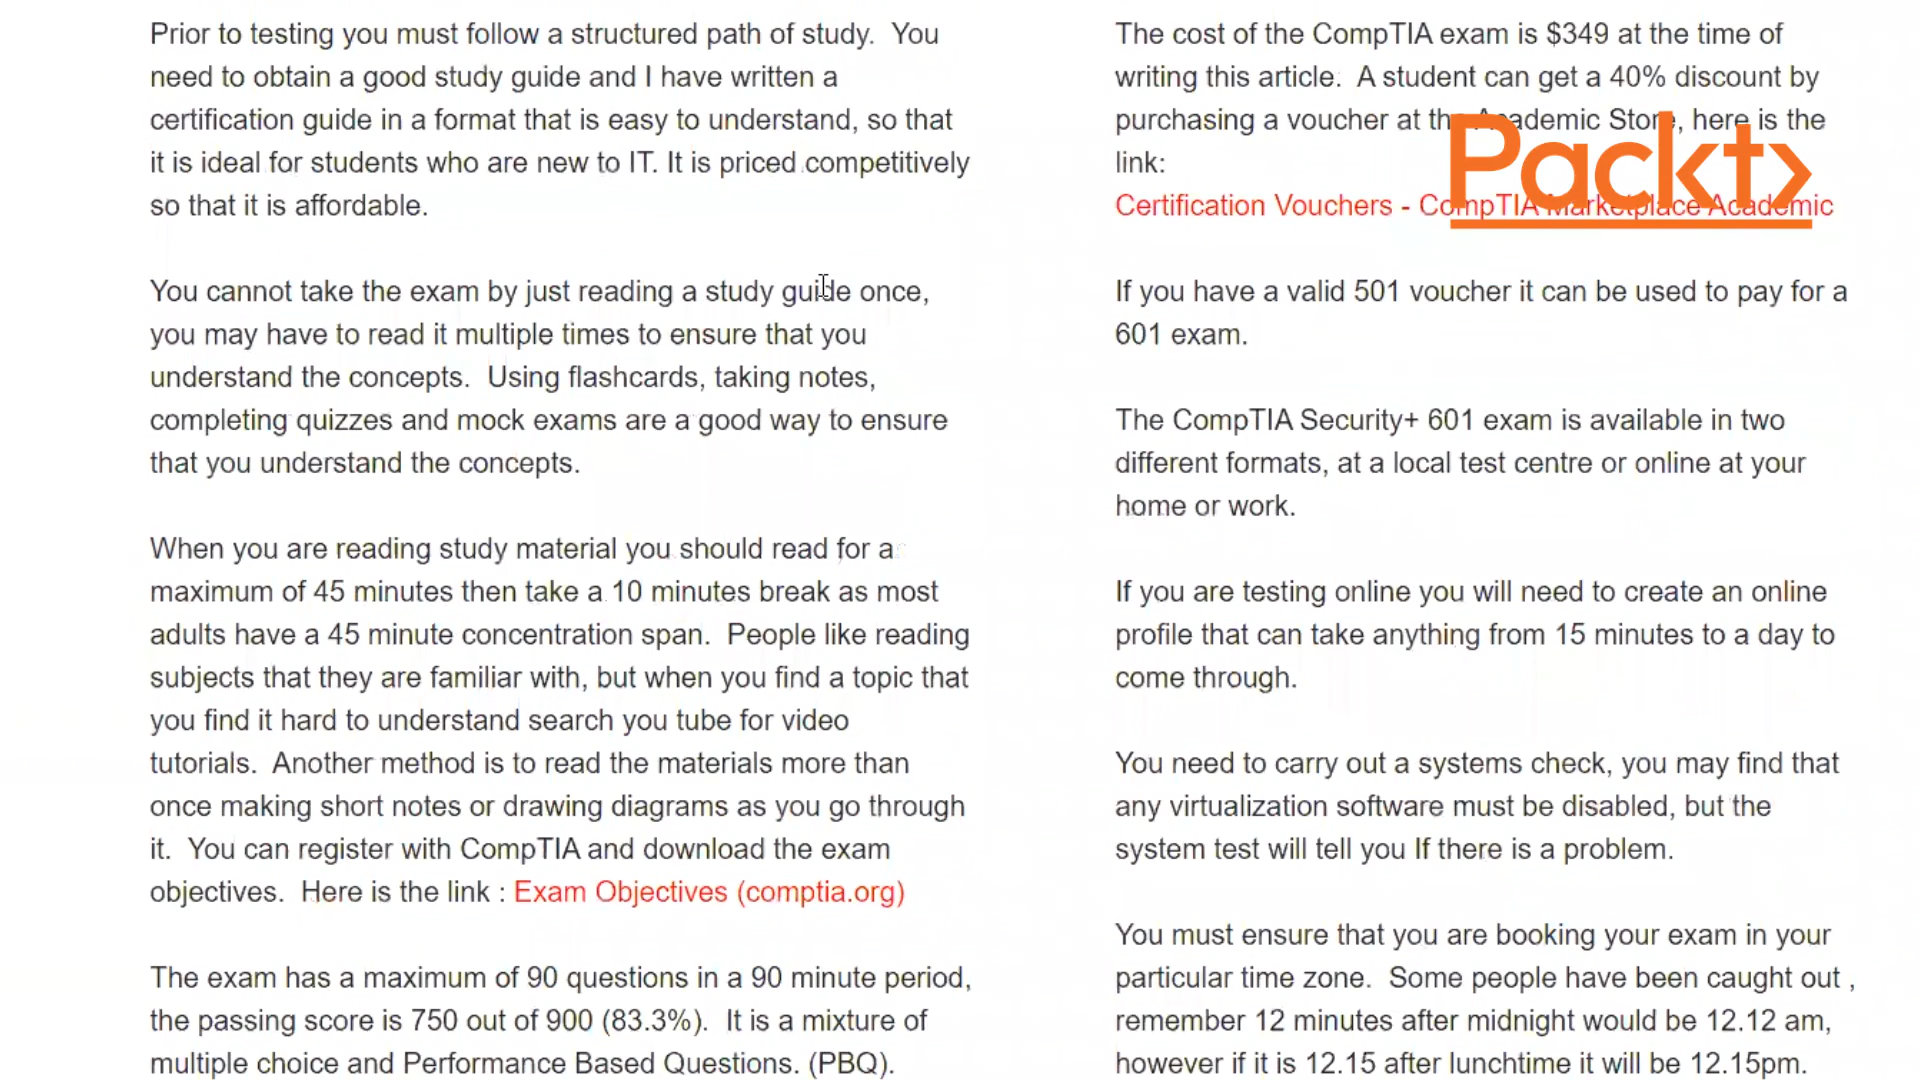 Prior to testing you must follow a structured path of study.  You
need to obtain a good study guide and I have written a
certification guide in a format that is easy to understand, so that
it is ideal for students who are new to IT. It is priced competitively
so that it is affordable.
You cannot take the exam by just reading a study guide once,
you may have to read it multiple times to ensure that you
understand the concepts.  Using flashcards, taking notes,
completing quizzes and mock exams are a good way to ensure
that you understand the concepts.
When you are reading study material you should read for a
maximum of 45 minutes then take a 10 minutes break as most
adults have a 45 minute concentration span.  People like reading
subjects that they are familiar with, but when you find a topic that
you find it hard to understand search you tube for video
tutorials.  Another method is to read the materials more than
once making short notes or drawing diagrams as you go through
it.  You can register with CompTIA and download the exam
objectives.  Here is the link : Exam Objectives (comptia.org)
The exam has a maximum of 90 questions in a 90 minute period,
the passing score is 750 out of 900 (83.3%).  It is a mixture of
multiple choice and Performance Based Questions. (PBQ).
The cost of the CompTIA exam is $349 at the time of
writing this article.  A student can get a 40% discount by
purchasing a voucher at the Academic Store, here is the
link:
Certification Vouchers - CompTIA Marketplace Academic
Packt
If you have a valid 501 voucher it can be used to pay for a
601 exam.
The CompTIA Security+ 601 exam is available in two
different formats, at a local test centre or online at your
home or work.
If you are testing online you will need to create an online
profile that can take anything from 15 minutes to a day to
come through.
You need to carry out a systems check, you may find that
any virtualization software must be disabled, but the
system test will tell you If there is a problem.
You must ensure that you are booking your exam in your
particular time zone.  Some people have been caught out ,
remember 12 minutes after midnight would be 12.12 am,
however if it is 12.15 after lunchtime it will be 12.15pm.